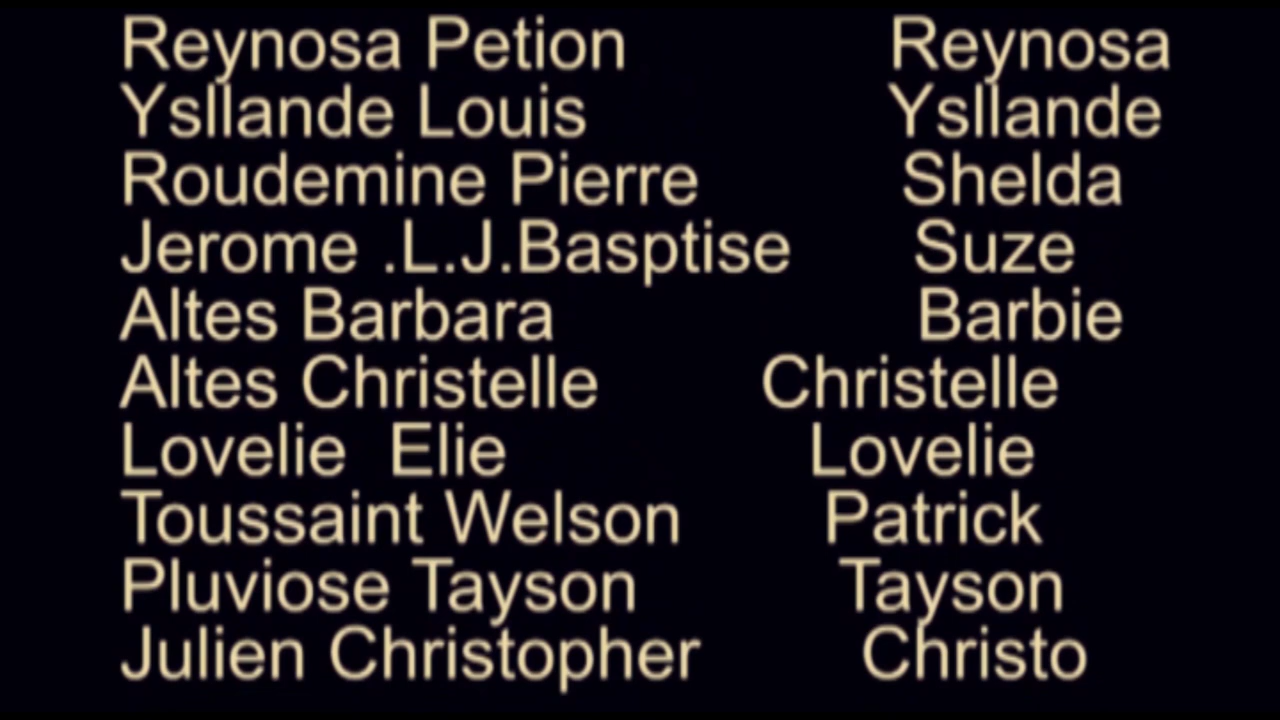 Reynosa Petion Reynosa
Ysllande Louis Ysllande
Roudemine Pierre Shelda
Jerome .L.J.Basptise Suze
Altes Barbara Barbie
Altes Christelle Christelle
Lovelie Elie Lovelie
Toussaint Welson Patrick
Pluviose Tayson Tayson
Julien Christopher Christo